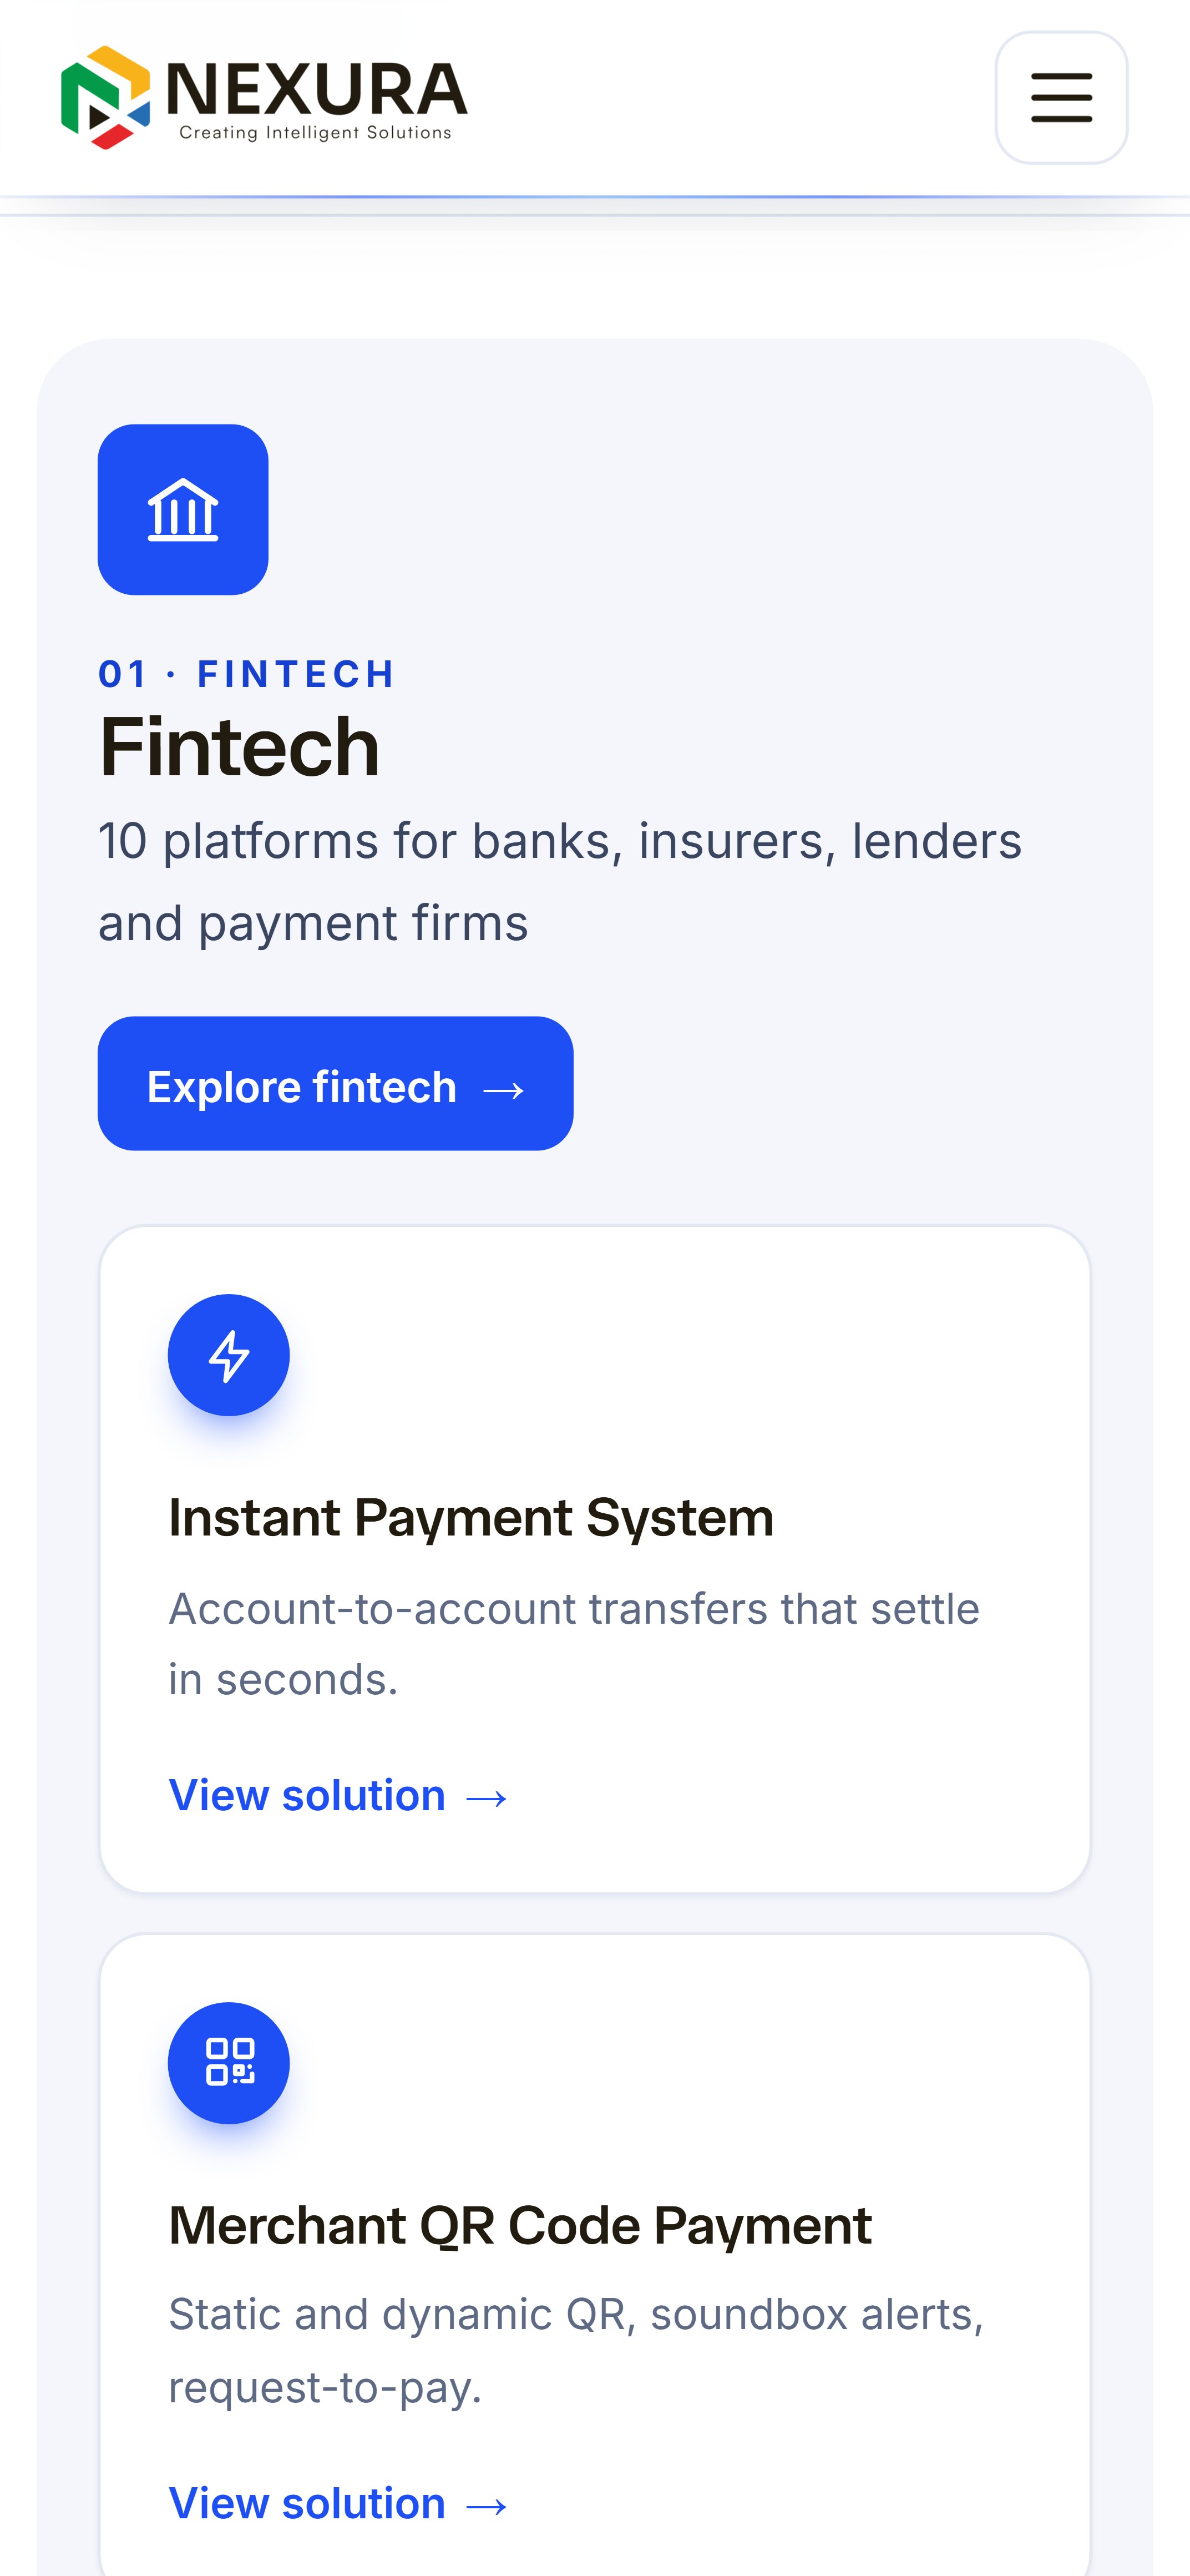 NEXURA
Creating Intelligent Solutions
01 · FINTECH
Fintech
10 platforms for banks, insurers, lenders
and payment firms
Explore fintech →
Instant Payment System
Account-to-account transfers that settle
in seconds.
View solution →
Merchant QR Code Payment
Static and dynamic QR, soundbox alerts,
request-to-pay.
View solution →